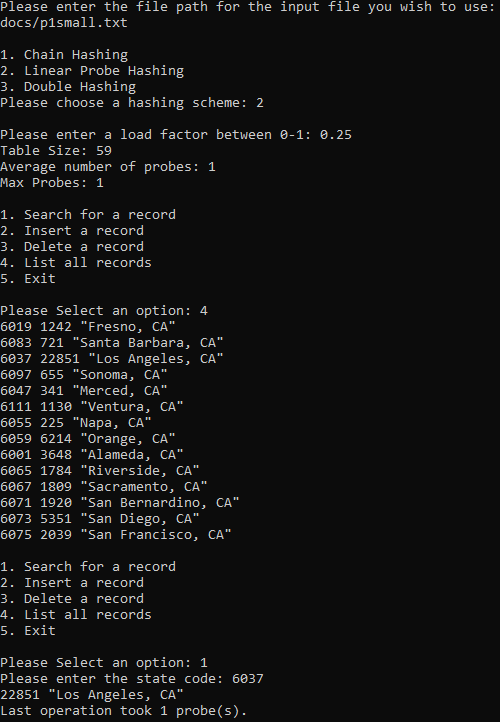 Please enter the file path for the input file you wish to use:
docs/p1small.txt
1. Chain Hashing
2. Linear Probe Hashing
3. Double Hashing
Please choose a hashing scheme: 2
Please enter a load factor between 0-1: 0.25
Table Size: 59
Average number of probes: 1
Max Probes: 1
1. Search for a record
2. Insert a record
3. Delete a record
4. List all records
5. Exit
Please Select an option: 4
6019 1242 "Fresno, CA"
6083 721 "Santa Barbara, CA"
6037 22851 "Los Angeles, CA"
6097 655 "Sonoma, CA"
6047 341 "Merced, CA"
6111 1130 "Ventura, CA"
6055 225 "Napa, CA"
6059 6214 "Orange, CA"
6001 3648 "Alameda, CA"
6065 1784 "Riverside, CA"
6067 1809 "Sacramento, CA"
6071 1920 "San Bernardino, CA"
6073 5351 "San Diego, CA"
6075 2039 "San Francisco, CA"
1. Search for a record
2. Insert a record
3. Delete a record
4. List all records
5. Exit
Please Select an option: 1
Please enter the state code: 6037
22851 "Los Angeles, CA"
Last operation took 1 probe(s).